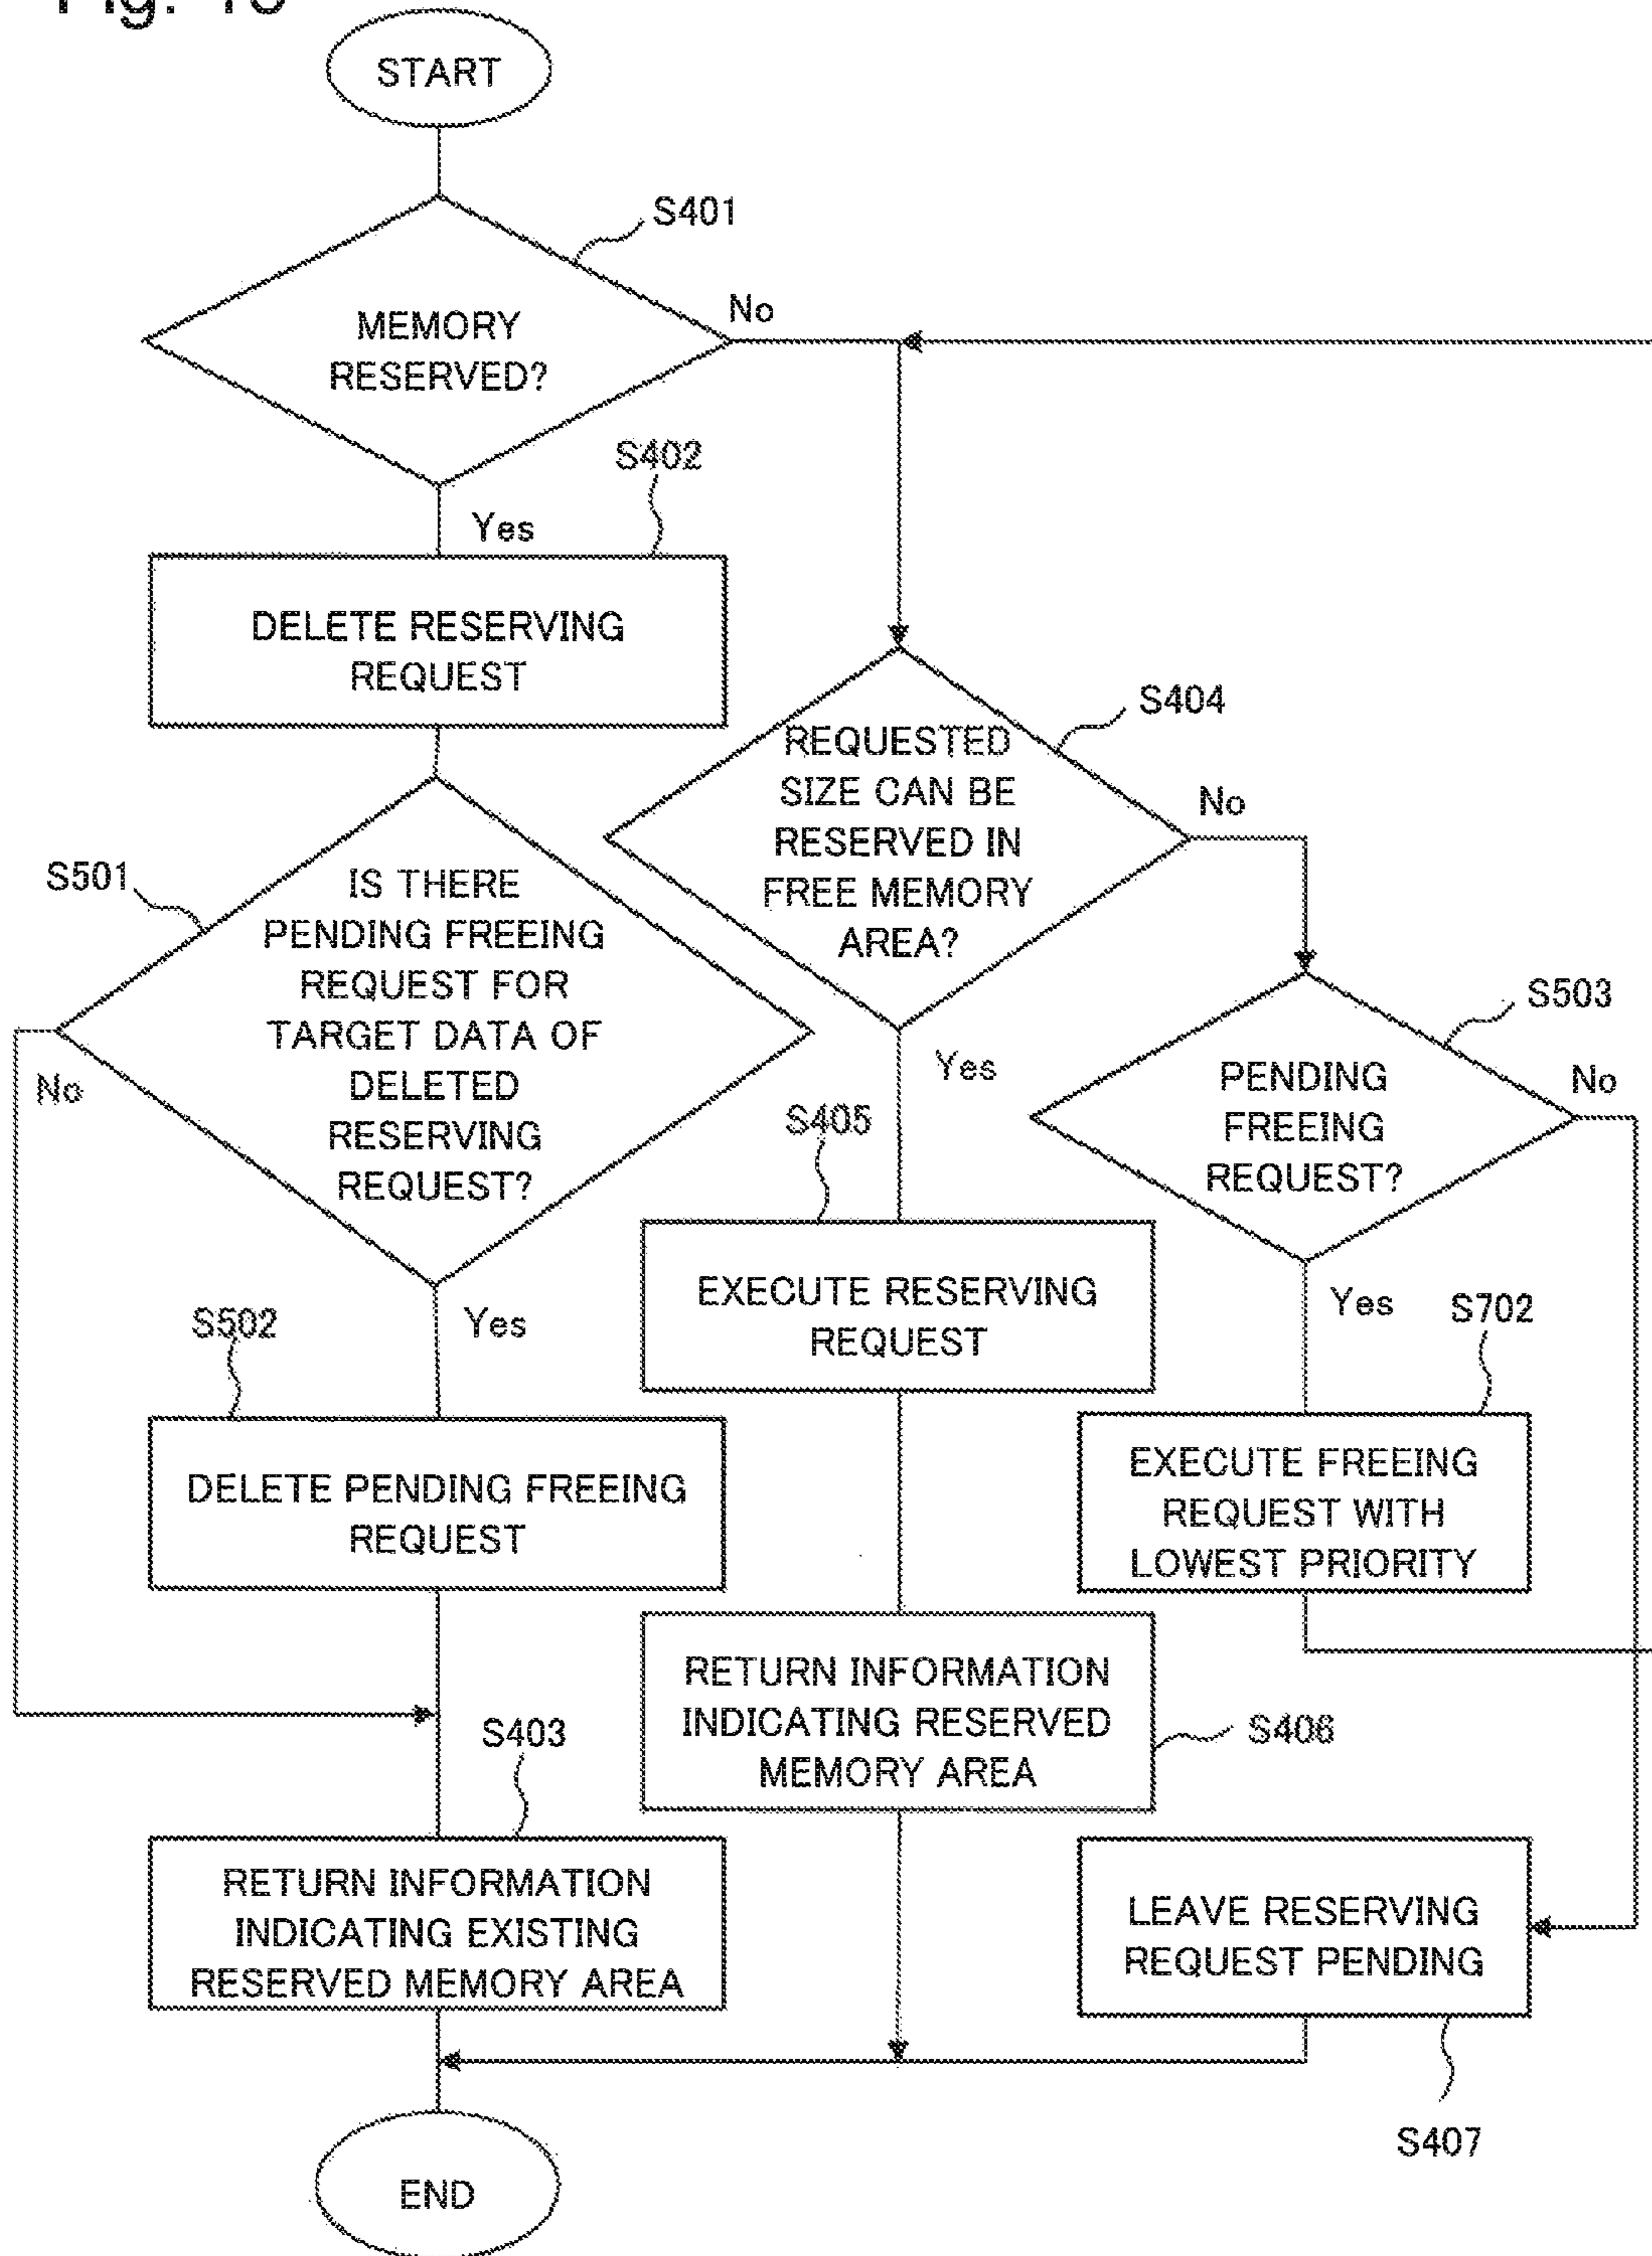 START
S401
No
MEMORY
RESERVED?
S402
Yes
DELETE RESERVING
REQUEST
S404
REQUESTED
SIZE CAN BE
RESERVED IN
FREE MEMORY
AREA?
No
S501
IS THERE
PENDING FREEING
REQUEST FOR
TARGET DATA OF
DELETED
RESERVING
REQUEST?
No
Yes
S503
PENDING
FREEING
REQUEST?
No
S405
EXECUTE RESERVING
REQUEST
Yes
S702
S502
Yes
DELETE PENDING FREEING
REQUEST
EXECUTE FREEING
REQUEST WITH
LOWEST PRIORITY
RETURN INFORMATION
INDICATING RESERVED
MEMORY AREA
S406
S403
RETURN INFORMATION
INDICATING EXISTING
RESERVED MEMORY AREA
LEAVE RESERVING
REQUEST PENDING
S407
END